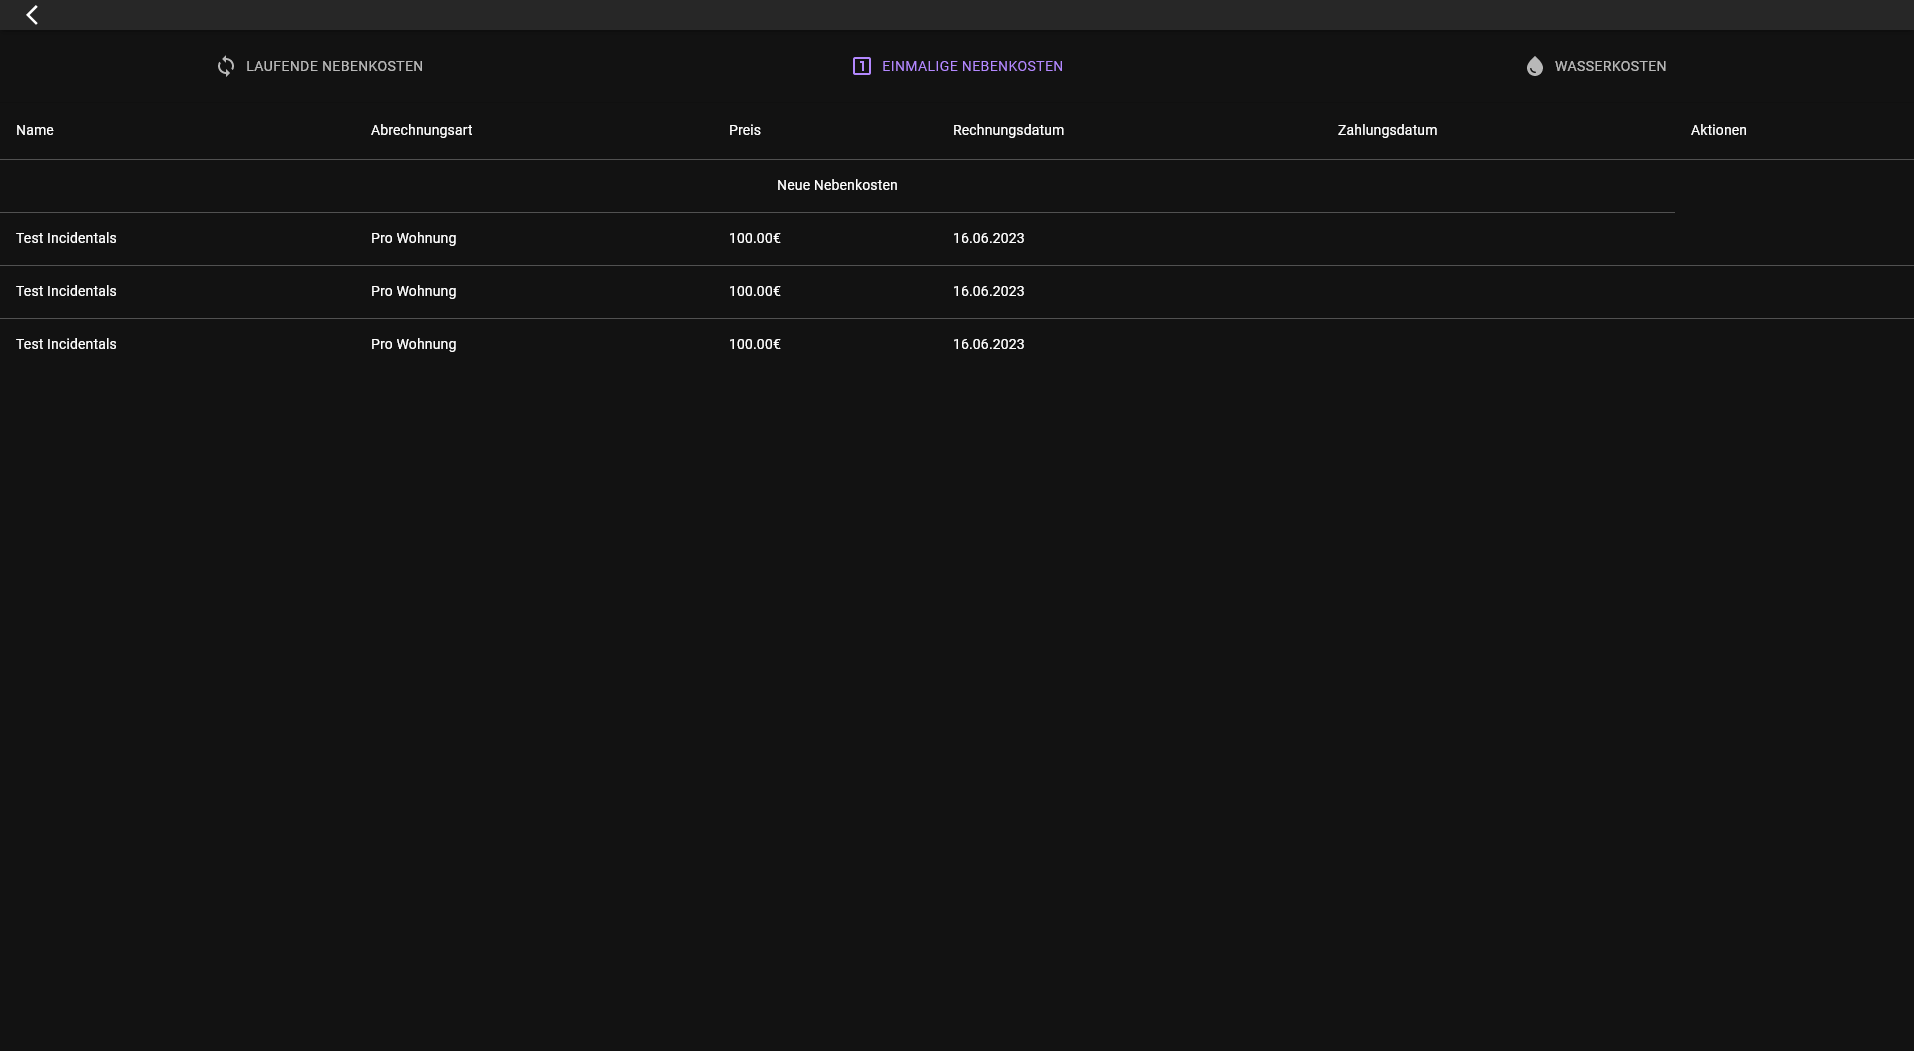 LAUFENDE NEBENKOSTEN EINMALIGE NEBENKOSTEN WASSERKOSTEN
Name Abrechnungsart Preis Rechnungsdatum Zahlungsdatum Aktionen
Neue Nebenkosten
Test Incidentals Pro Wohnung 100.00€ 16.06.2023
Test Incidentals Pro Wohnung 100.00€ 16.06.2023
Test Incidentals Pro Wohnung 100.00€ 16.06.2023